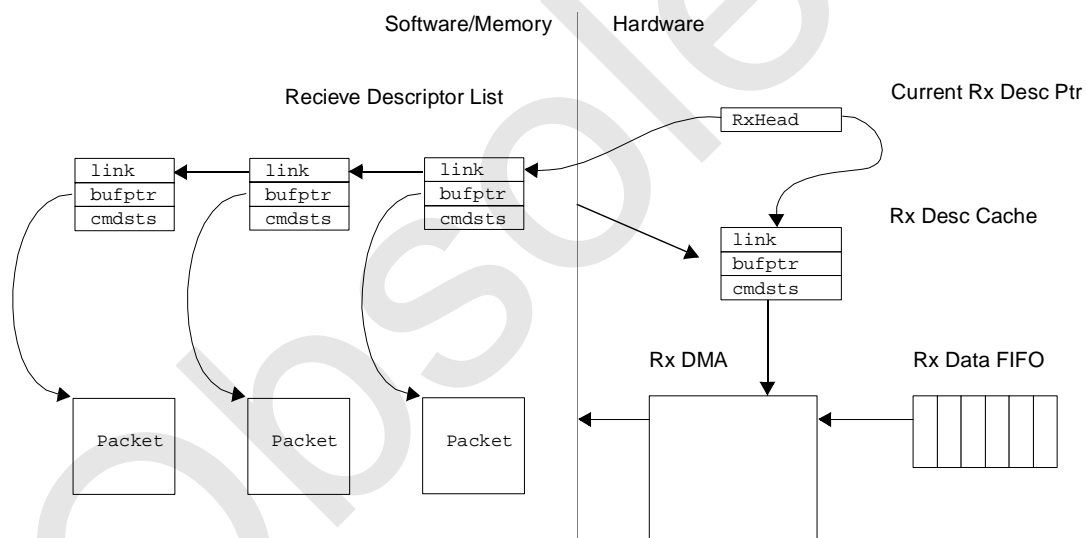 Software/Memory
Hardware
Recieve Descriptor List
Current Rx Desc Ptr
RxHead
link
bufptr
cmdsts
link
bufptr
cmdsts
link
bufptr
cmdsts
Rx Desc Cache
link
bufptr
cmdsts
Rx DMA
Rx Data FIFO
Packet
Packet
Packet
Obsole